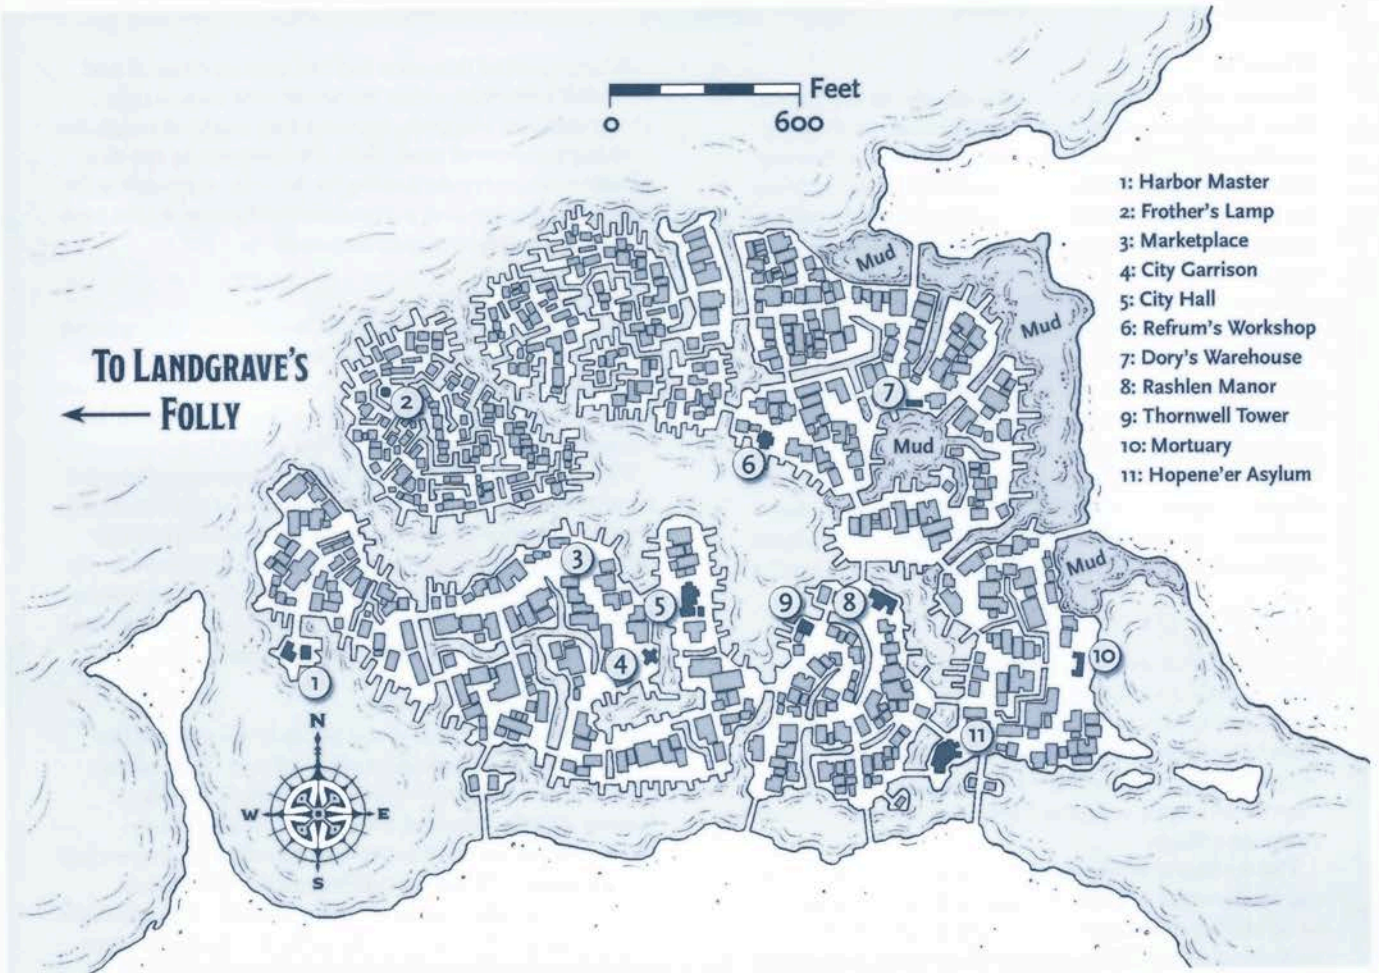 Feet
0 600
1: Harbor Master
2: Frother's Lamp
3: Marketplace
4: City Garrison
5: City Hall
6: Refrum's Workshop
7: Dory's Warehouse
8: Rashlen Manor
9: Thornwell Tower
10: Mortuary
11: Hopene'er Asylum
Mud
Mud
To Landgrave's
Folly
2
7
Mud
6
3
Mud
5
9
8
4
10
1
11
N
W E
S